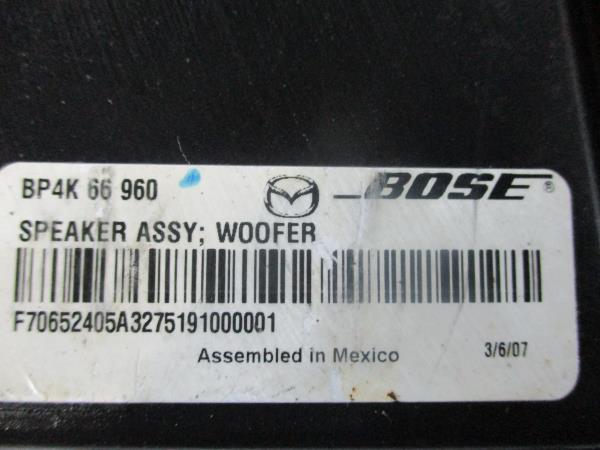 BP4K 66 960 BOSE®
SPEAKER ASSY; WOOFER
F70652405A3275191000001
Assembled in Mexico 3/6/07